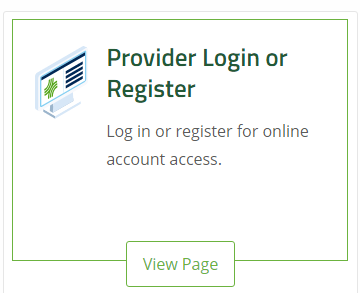 Provider Login or
Register
Log in or register for online
account access.
View Page